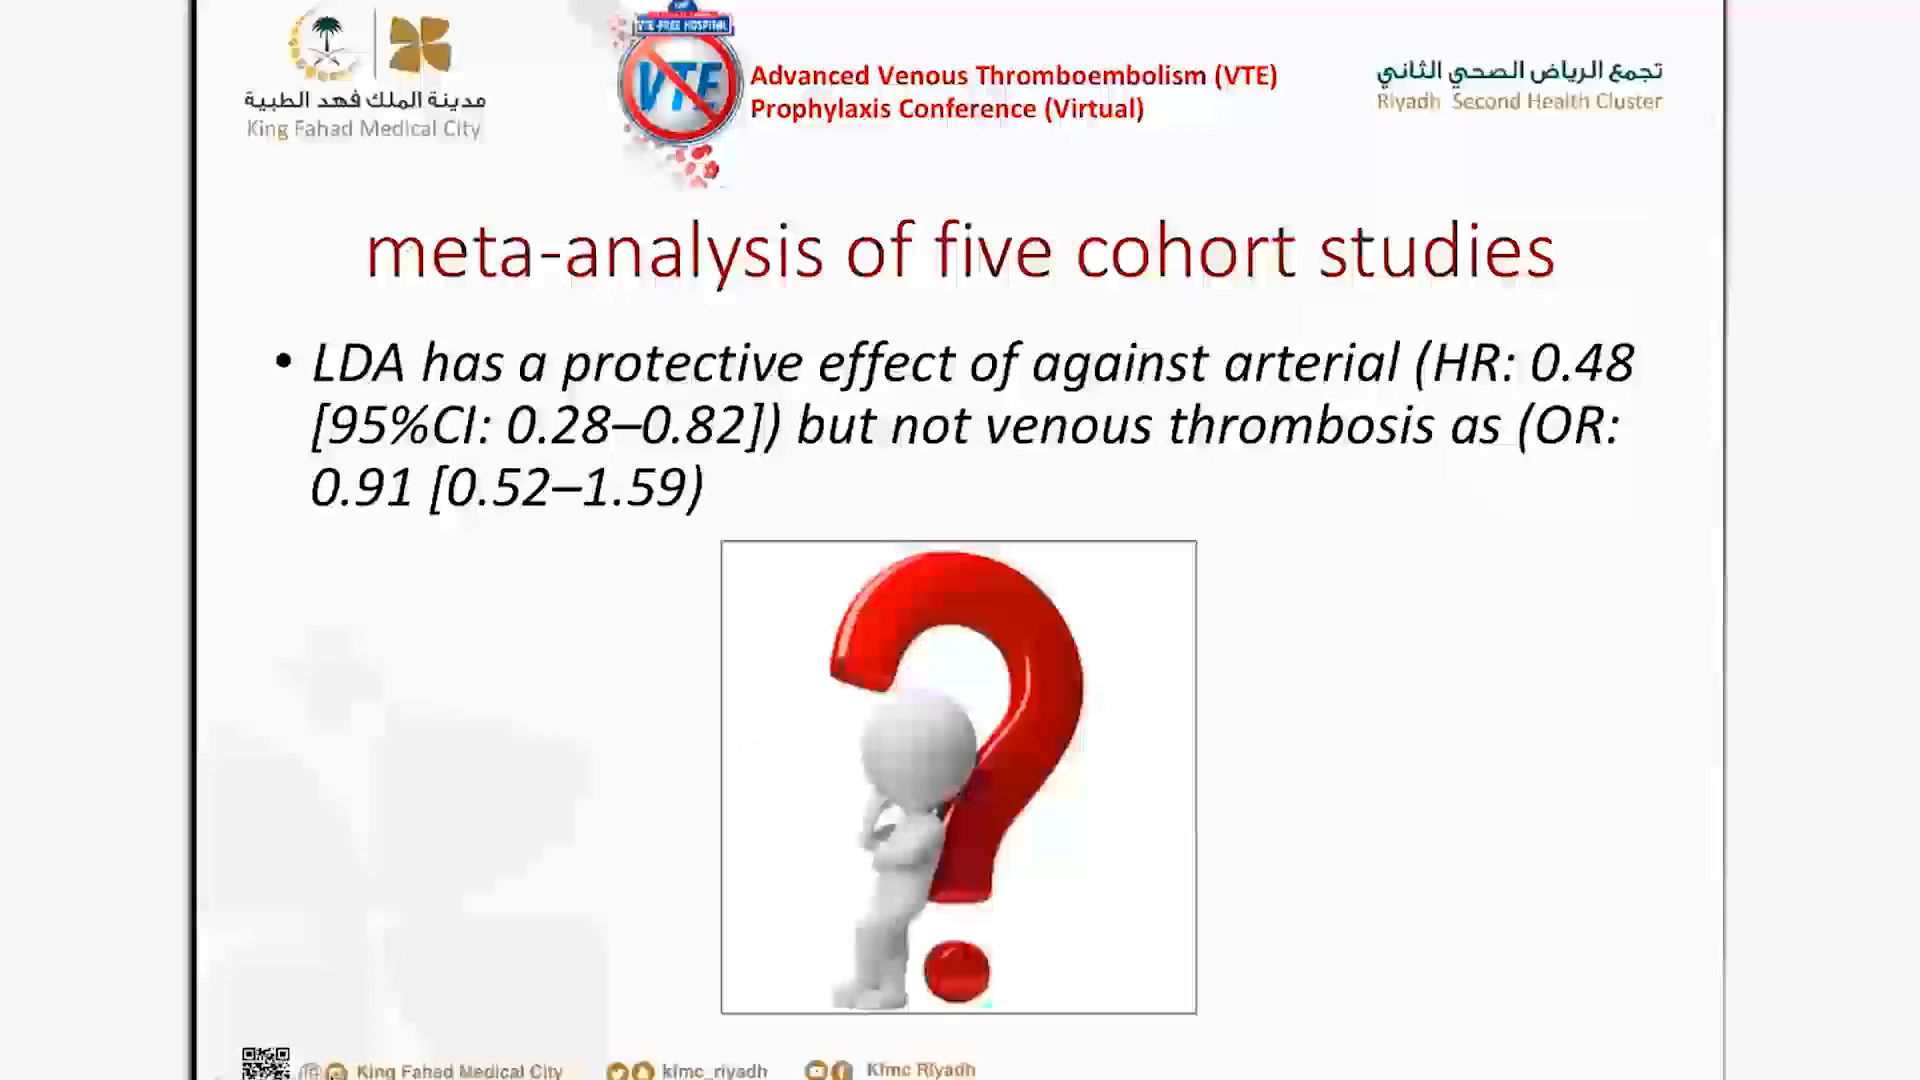 مدينة الملك فهد الطبية
King Fahad Medical City
VTE-FREE HOSPITAL
VTE
Advanced Venous Thromboembolism (VTE)
Prophylaxis Conference (Virtual)
تجمع الرياض الصحي الثاني
Riyadh Second Health Cluster
meta-analysis of five cohort studies
• LDA has a protective effect of against arterial (HR: 0.48
[95%CI: 0.28–0.82]) but not venous thrombosis as (OR:
0.91 [0.52–1.59)
King Fahad Medical City
kfmc_riyadh
Kfmc Riyadh